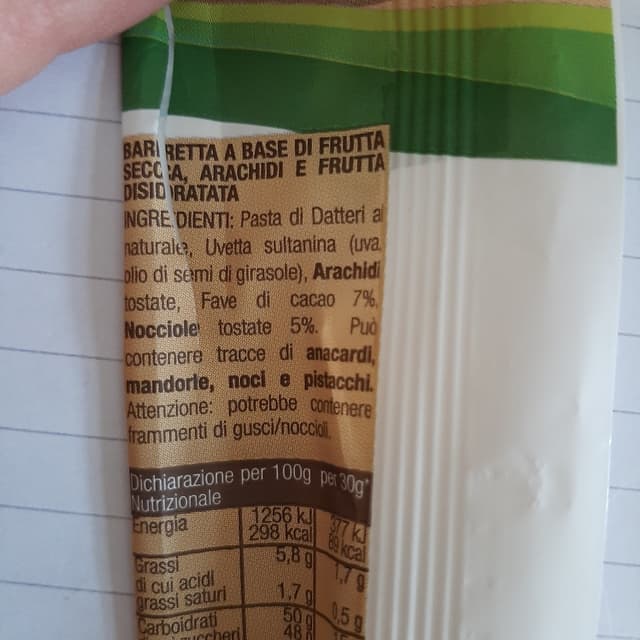 BARRETTA A BASE DI FRUTTA
SECCA, ARACHIDI E FRUTTA
DISIDRATATA
INGREDIENTI: Pasta di Datteri al
naturale, Uvetta sultanina (uva,
olio di semi di girasole), Arachidi
tostate, Fave di cacao 7%,
Nocciole tostate 5%. Può
contenere tracce di anacardi,
mandorle, noci e pistacchi.
Attenzione: potrebbe contenere
frammenti di gusci/noccioli.
Dichiarazione per 100g per 30g*
Nutrizionale
Energia 1256 kJ 377 kJ
298 kcal 89 kcal
Grassi 5,8 g 1,7 g
di cui acidi
grassi saturi 1,7 g 0,5 g
Carboidrati 50 g
zuccheri 48 g